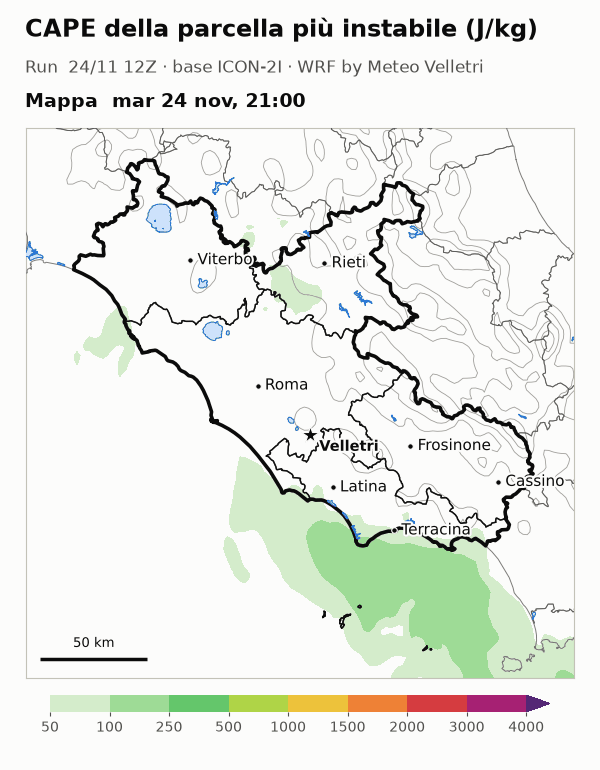 CAPE della parcella più instabile (J/kg)
Run  24/11 12Z · base ICON-2I · WRF by Meteo Velletri
Mappa  mar 24 nov, 21:00
Viterbo
Rieti
Roma
Velletri
Frosinone
Cassino
Latina
Terracina
50 km
50 100 250 500 1000 1500 2000 3000 4000